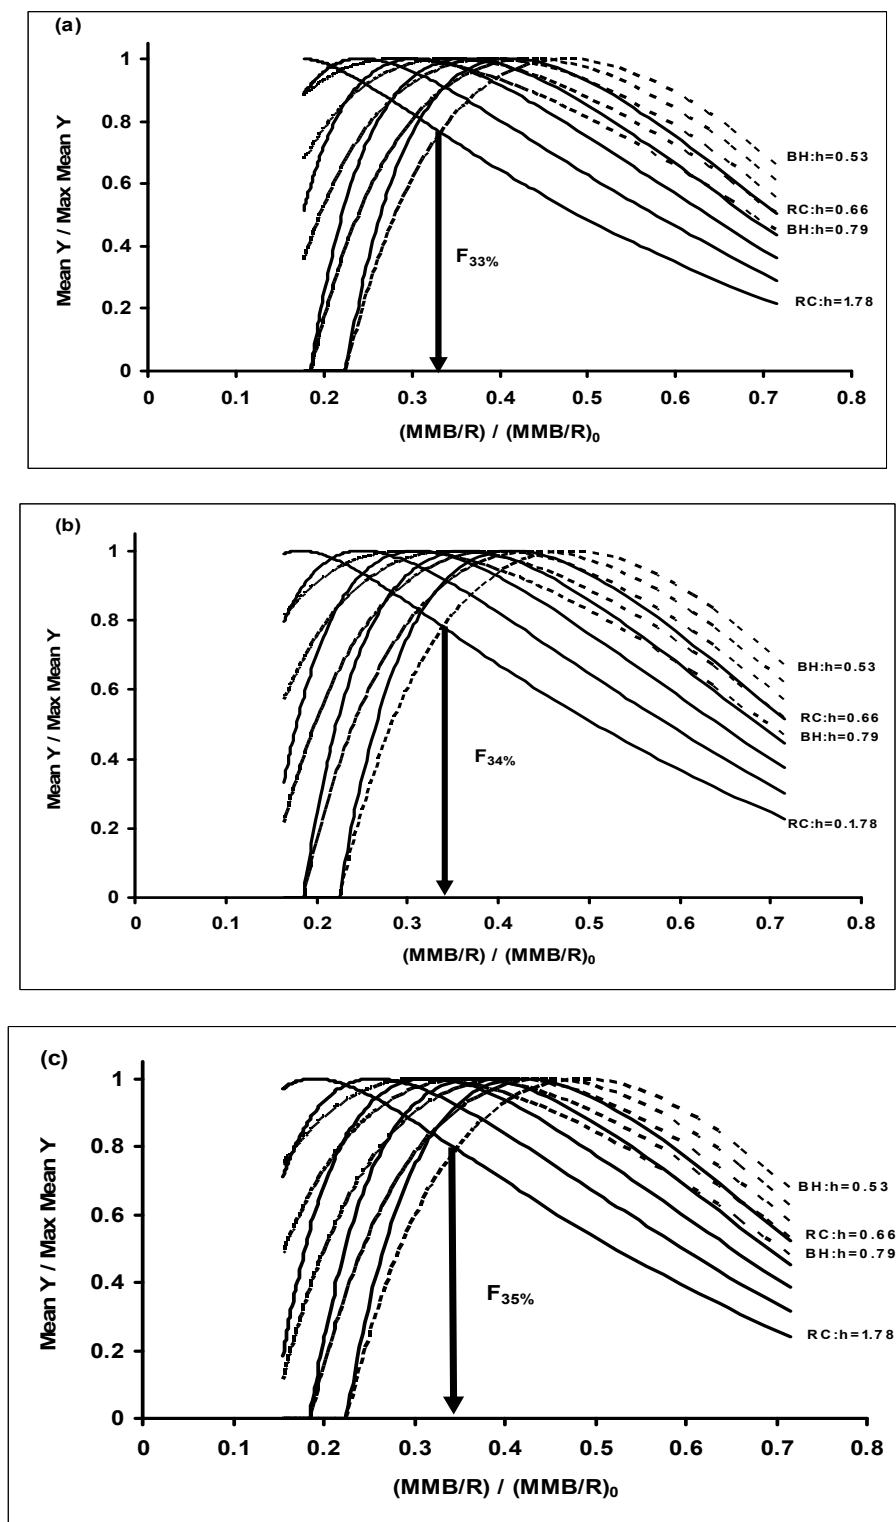 (a)
Mean Y / Max Mean Y
1
0.8
0.6
0.4
0.2
0
0 0.1 0.2 0.3 0.4 0.5 0.6 0.7 0.8
(MMB/R) / (MMB/R)₀
F₃₃%
BH:h=0.53
RC:h=0.66
BH:h=0.79
RC:h=1.78
(b)
Mean Y / Max Mean Y
1
0.8
0.6
0.4
0.2
0
0 0.1 0.2 0.3 0.4 0.5 0.6 0.7 0.8
(MMB/R) / (MMB/R)₀
F₃₄%
BH:h=0.53
RC:h=0.66
BH:h=0.79
RC:h=0.1.78
(c)
Mean Y / Max Mean Y
1
0.8
0.6
0.4
0.2
0
0 0.1 0.2 0.3 0.4 0.5 0.6 0.7 0.8
(MMB/R) / (MMB/R)₀
F₃₅%
BH:h=0.53
RC:h=0.66
BH:h=0.79
RC:h=1.78